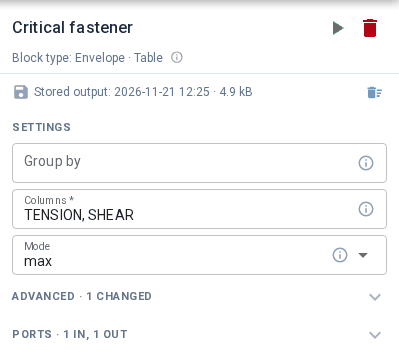 Critical fastener
Block type: Envelope · Table
Stored output: 2026-11-21 12:25 · 4.9 kB
SETTINGS
Group by
Columns *
TENSION, SHEAR
Mode
max
ADVANCED · 1 CHANGED
PORTS · 1 IN, 1 OUT